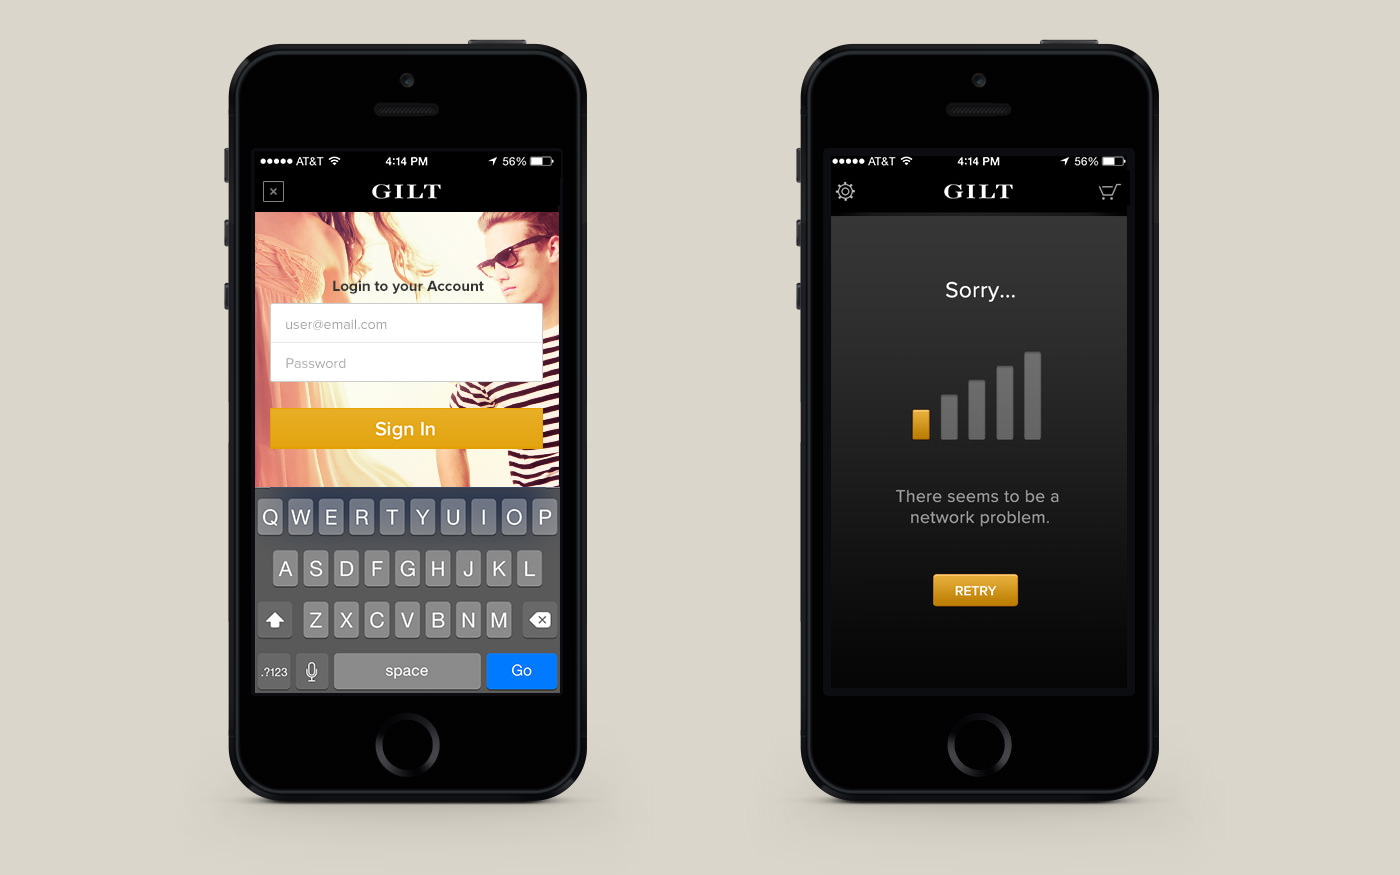 AT&T 4:14 PM 56%
GILT
Login to your Account
user@email.com
Password
Sign In
Q W E R T Y U I O P
A S D F G H J K L
Z X C V B N M
.?123 space Go
AT&T 4:14 PM 56%
GILT
Sorry...
There seems to be a
network problem.
RETRY